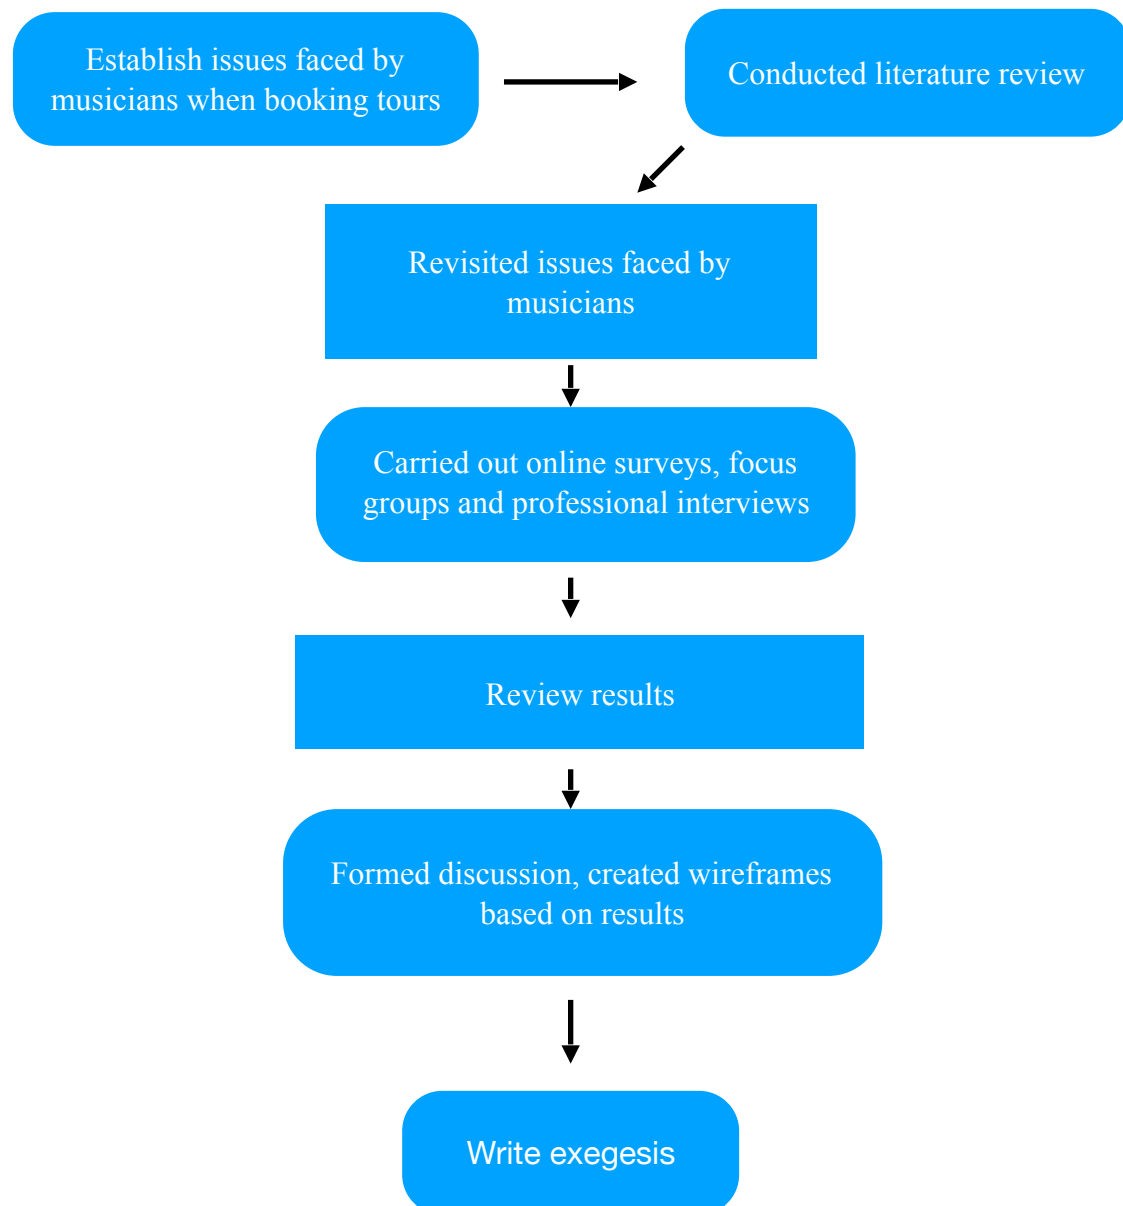 Establish issues faced by
musicians when booking tours
Conducted literature review
Revisited issues faced by
musicians
Carried out online surveys, focus
groups and professional interviews
Review results
Formed discussion, created wireframes
based on results
Write exegesis